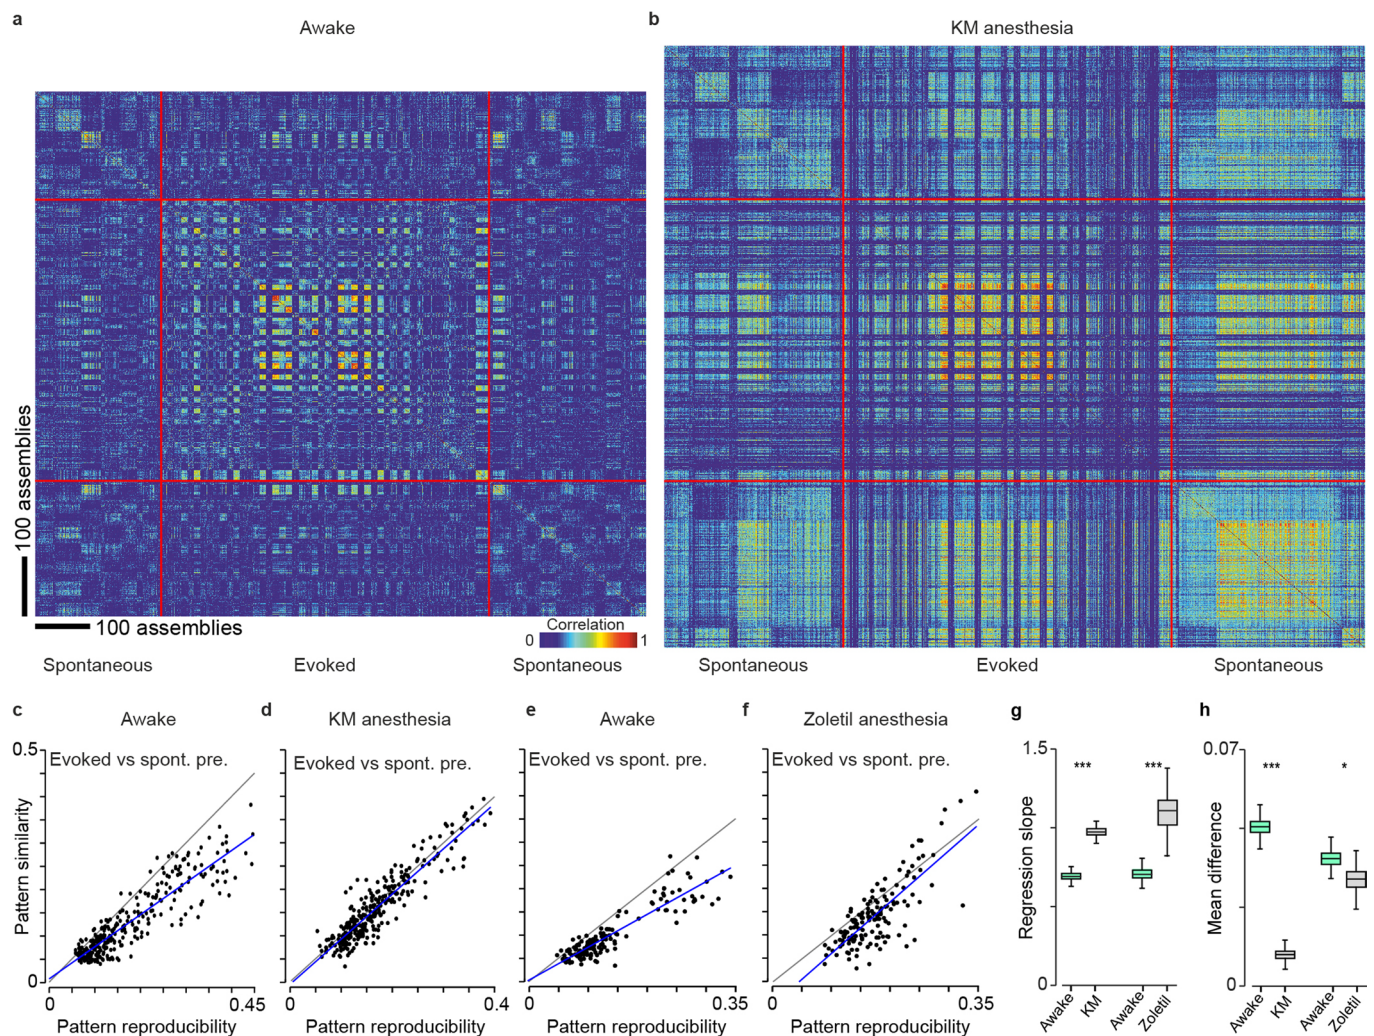 a
Awake
b
KM anesthesia
100 assemblies
100 assemblies
Correlation
0
1
Spontaneous
Evoked
Spontaneous
Spontaneous
Evoked
Spontaneous
c
Awake
d
KM anesthesia
e
Awake
f
Zoletil anesthesia
g
h
0.5
Evoked vs spont. pre.
Evoked vs spont. pre.
Evoked vs spont. pre.
Evoked vs spont. pre.
1.5
***
***
0.07
***
*
Pattern similarity
Regression slope
Mean difference
0
0
0
0
0.45
0
0.4
0
0.35
0
0.35
Pattern reproducibility
Pattern reproducibility
Pattern reproducibility
Pattern reproducibility
Awake
KM
Awake
Zoletil
Awake
KM
Awake
Zoletil